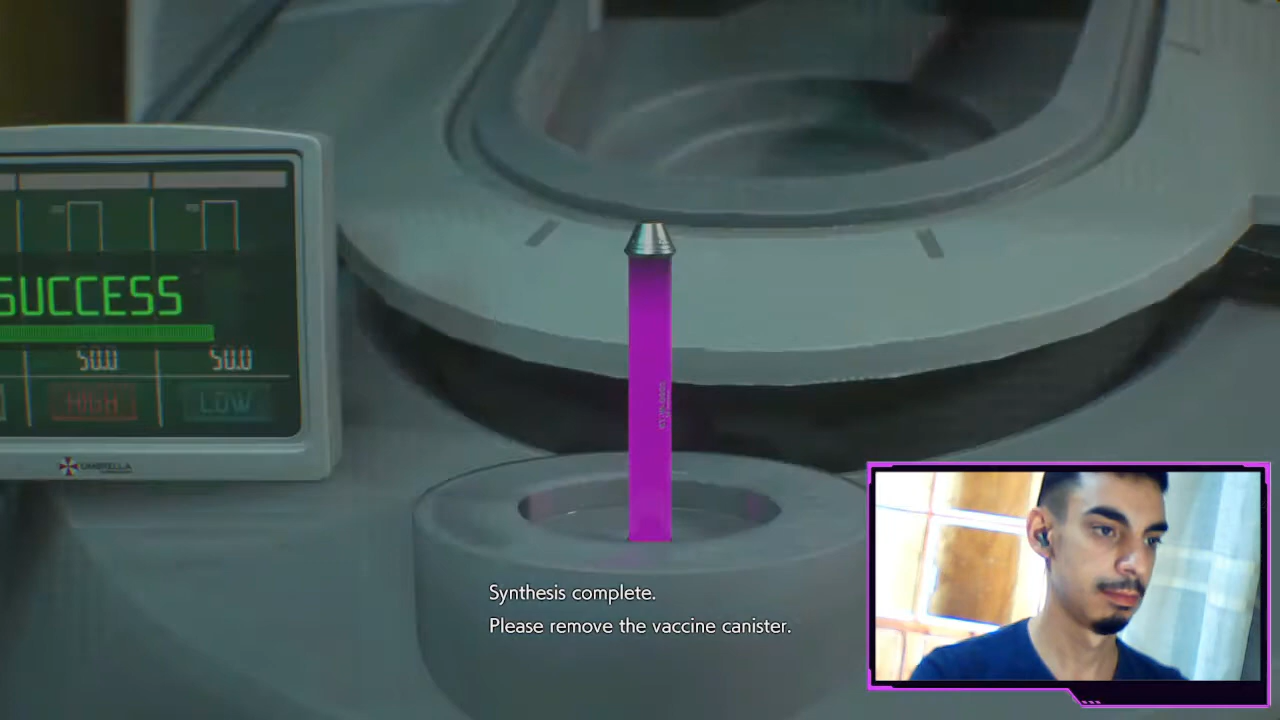 SUCCESS
50.0 50.0
HIGH LOW
UMBRELLA
Synthesis complete.
Please remove the vaccine canister.